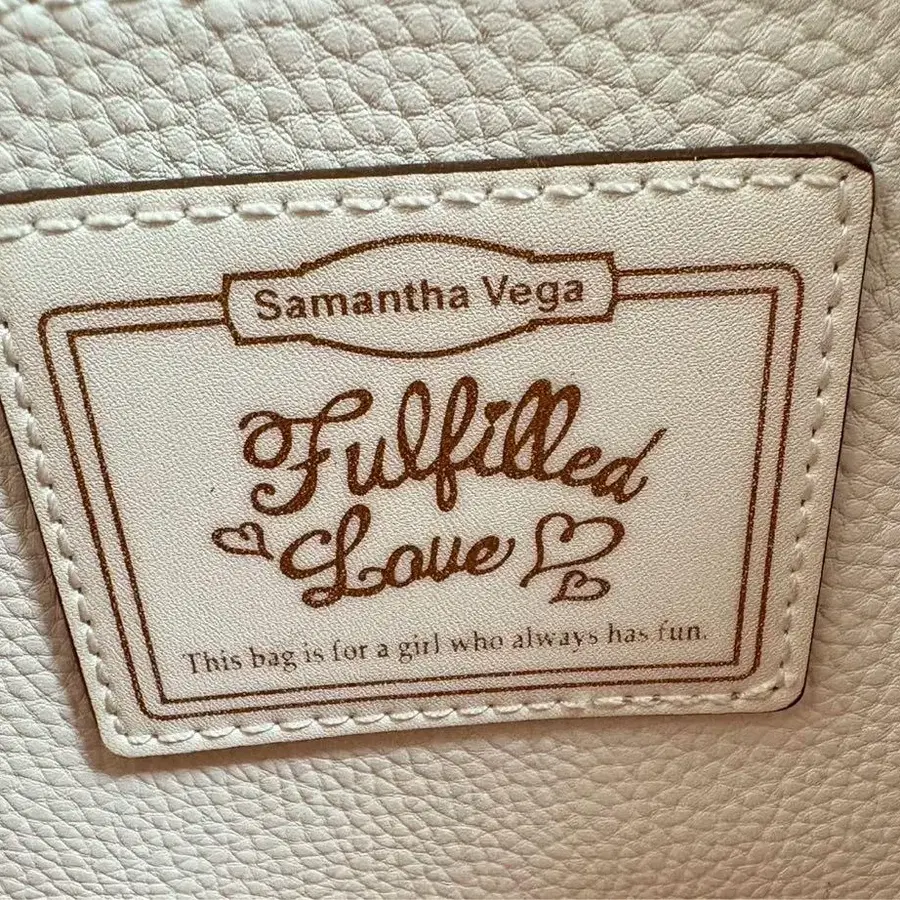 Samantha Vega
Fulfilled
Love
This bag is for a girl who always has fun.